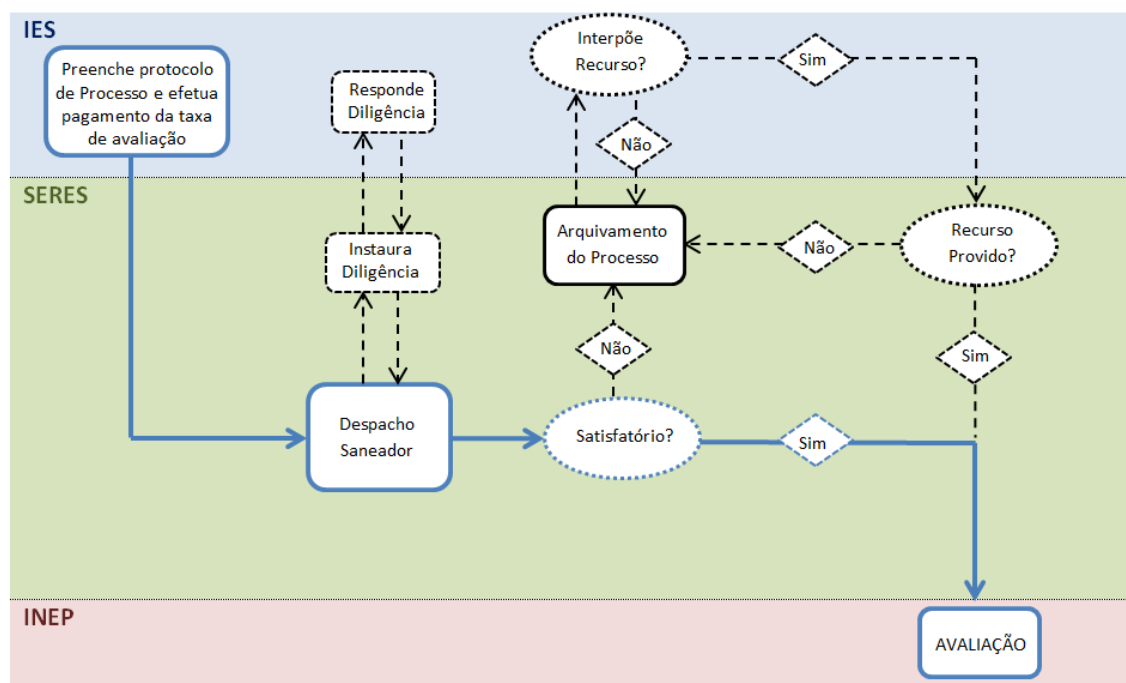 IES
Preenche protocolo
de Processo e efetua
pagamento da taxa
de avaliação
Responde
Diligência
Interpõe
Recurso?
Sim
Não
SERES
Instaura
Diligência
Arquivamento
do Processo
Não
Recurso
Provido?
Não
Sim
Despacho
Saneador
Satisfatório?
Sim
INEP
AVALIAÇÃO